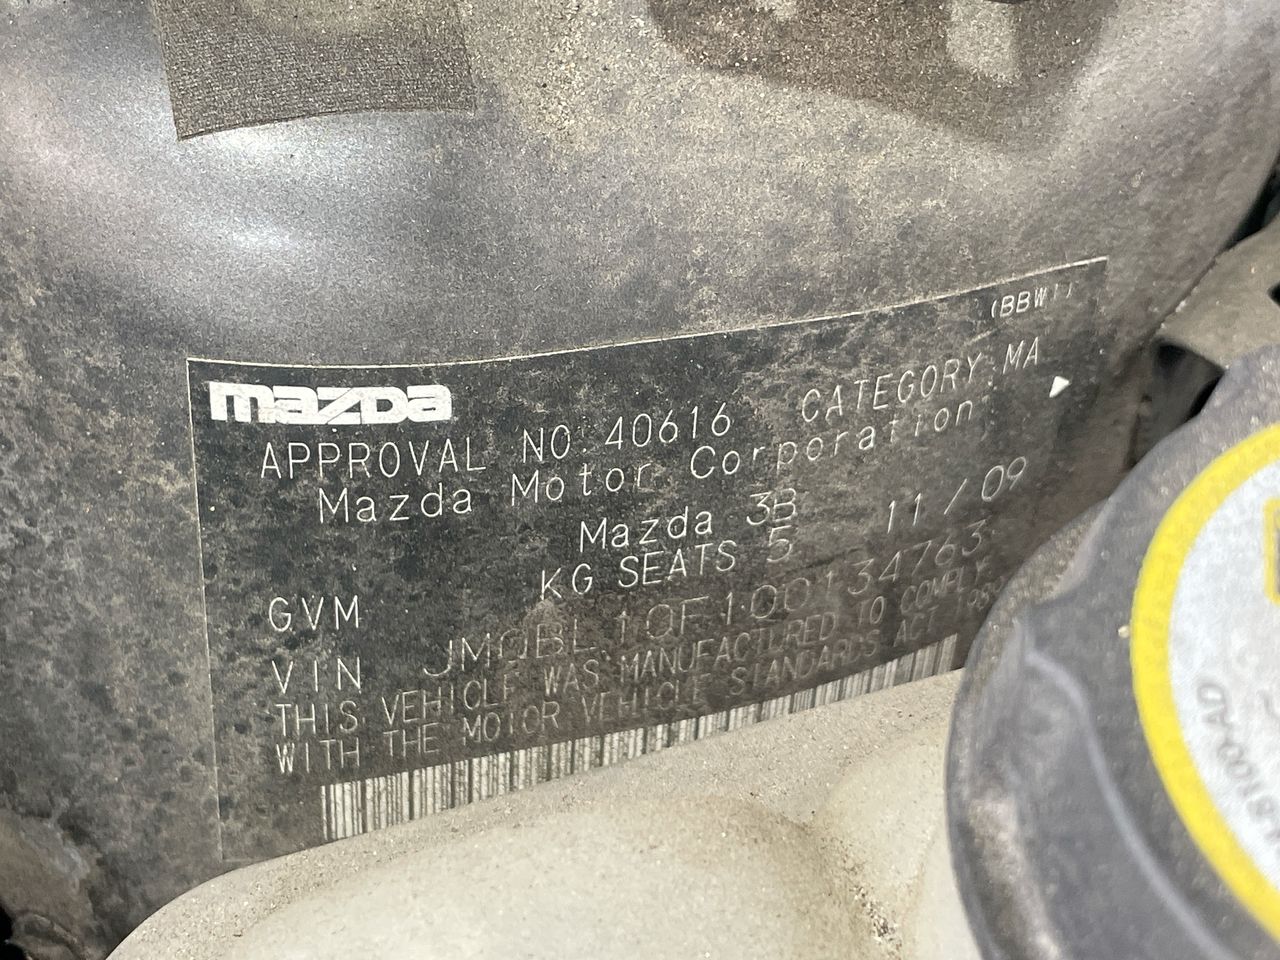 (BBW1)
mazda
APPROVAL NO. 40616 CATEGORY: MA
Mazda Motor Corporation
Mazda 3B 11/09
GVM KG SEATS 5
VIN JM0BL10F100134763
THIS VEHICLE WAS MANUFACTURED TO COMPLY
WITH THE MOTOR VEHICLE STANDARDS ACT